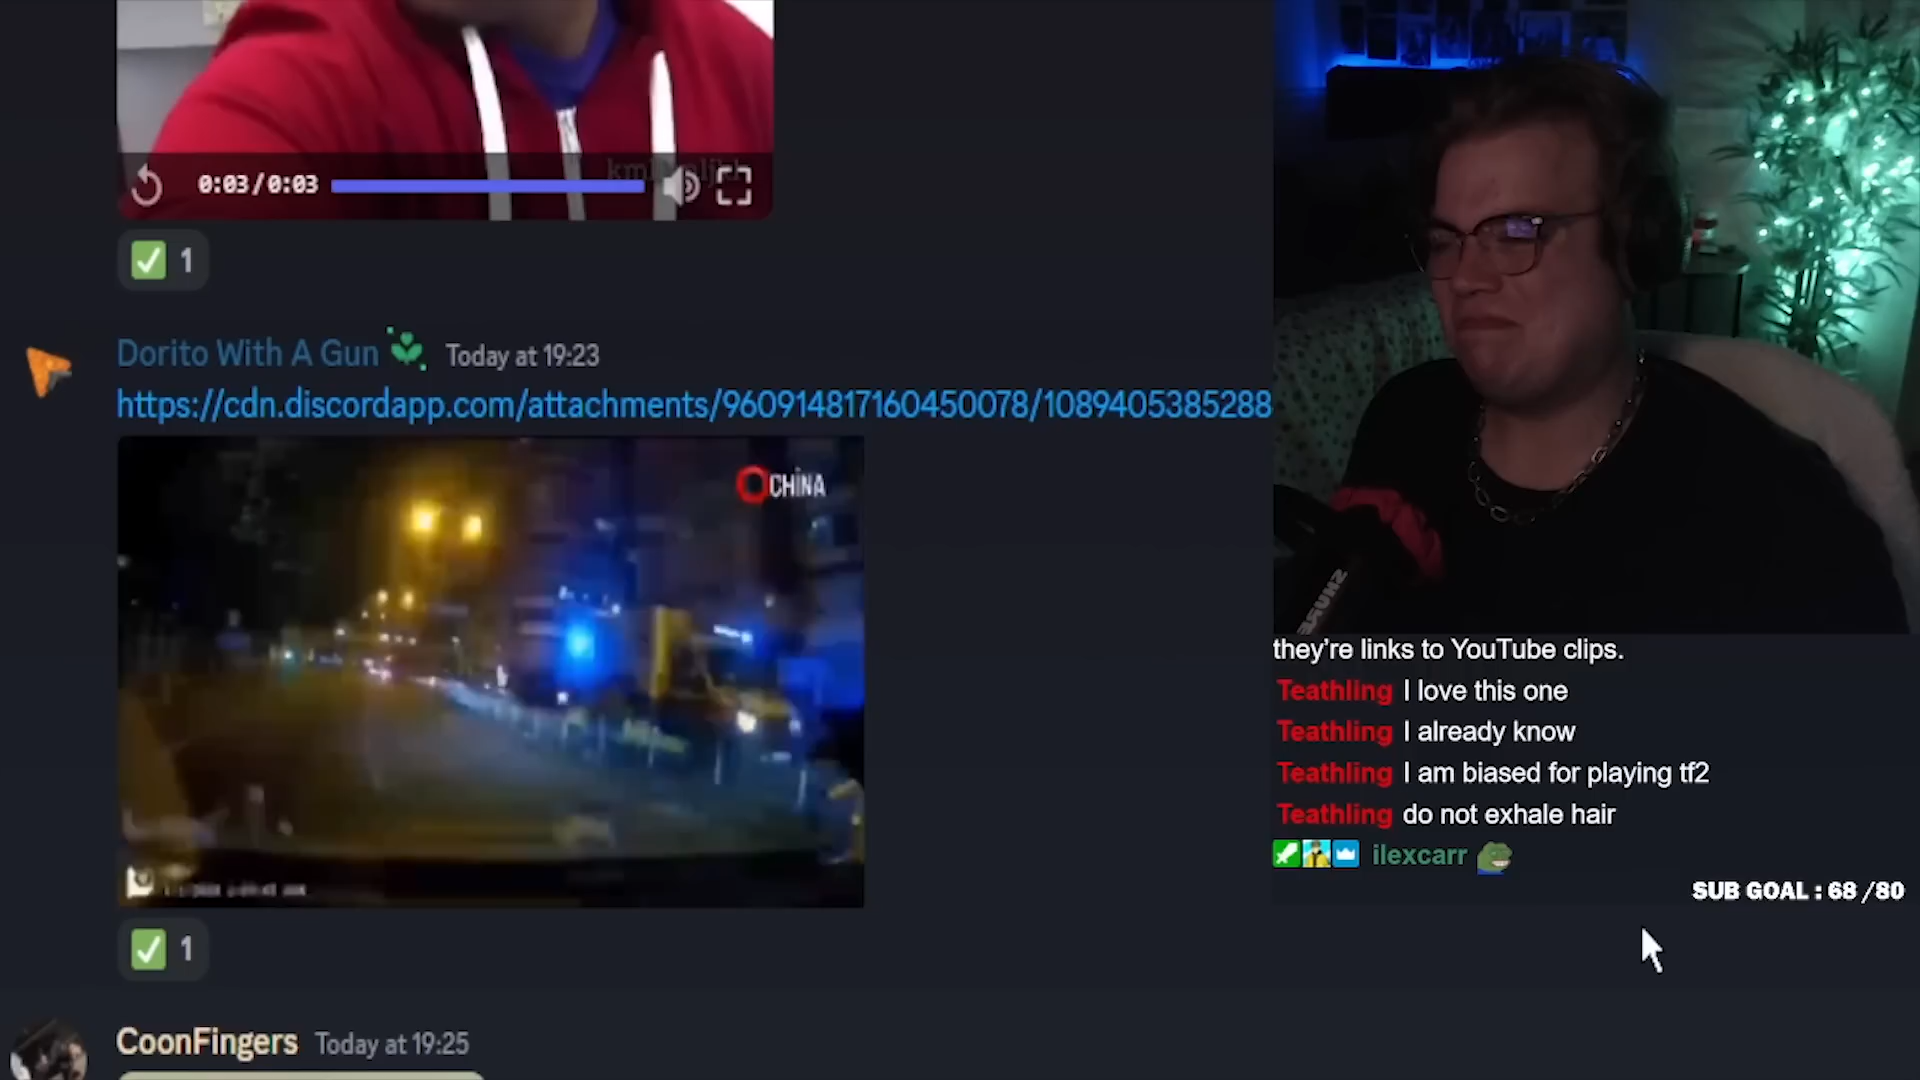 0:03/0:03
1
Dorito With A Gun Today at 19:23
https://cdn.discordapp.com/attachments/960914817160450078/1089405385288
CHINA
1
CoonFingers Today at 19:25
they're links to YouTube clips.
Teathling I love this one
Teathling I already know
Teathling I am biased for playing tf2
Teathling do not exhale hair
ilexcarr
SUB GOAL : 68 /80